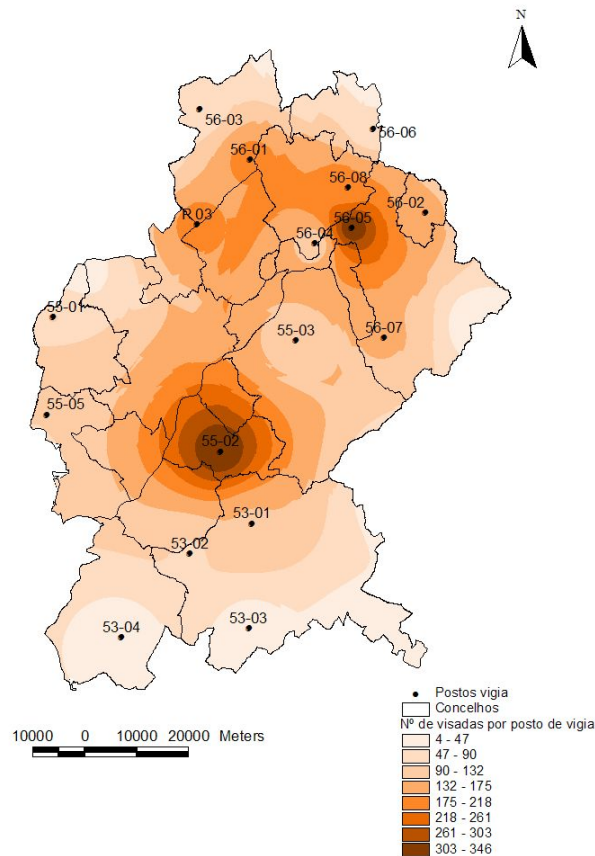 N
56-03
56-06
56-01
56-08
56-02
P.03
56-05
56-04
55-01
55-03
56-07
55-05
55-02
53-01
53-02
53-03
53-04
Postos vigia
Concelhos
Nº de visadas por posto de vigia
10000 0 10000 20000 Meters
4 - 47
47 - 90
90 - 132
132 - 175
175 - 218
218 - 261
261 - 303
303 - 346